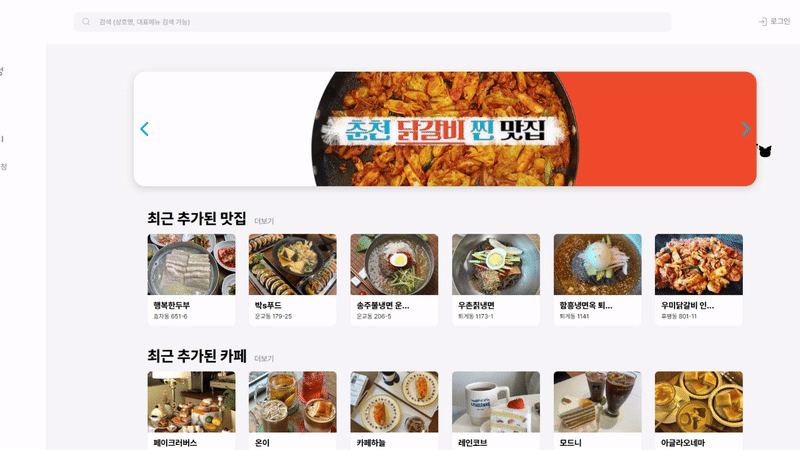 검색 (상호명, 대표메뉴 검색 가능)
로그인
춘천 닭갈비 찐 맛집
최근 추가된 맛집 더보기
행복한두부
효자동 651-6
박s푸드
운교동 179-25
송주불냉면 운...
운교동 206-5
우촌칡냉면
퇴계동 1173-1
함흥냉면옥 퇴...
퇴계동 1141
우미닭갈비 인...
후평동 801-11
최근 추가된 카페 더보기
페이크러버스
온이
카페하늘
레인코브
모드니
아글라오네마